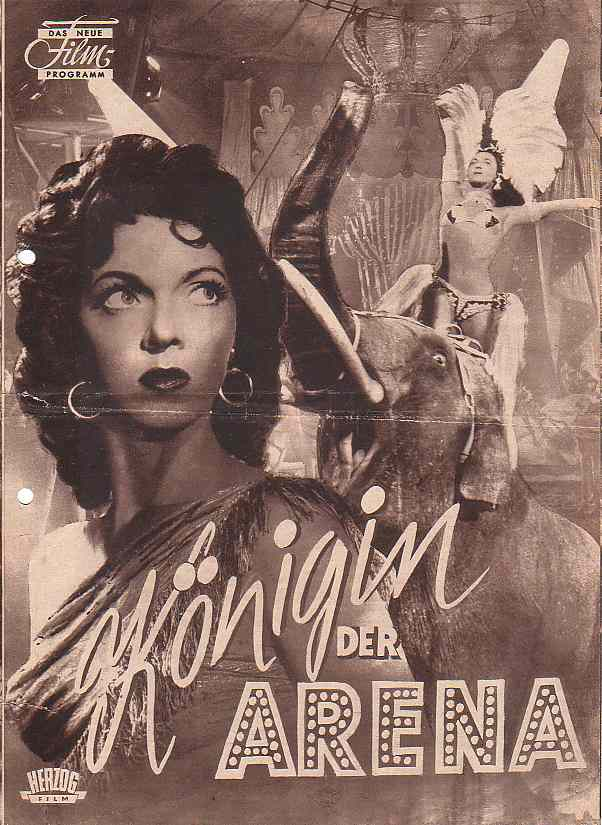 DAS NEUE
Film-
PROGRAMM
Königin
DER
ARENA
HERZOG
FILM